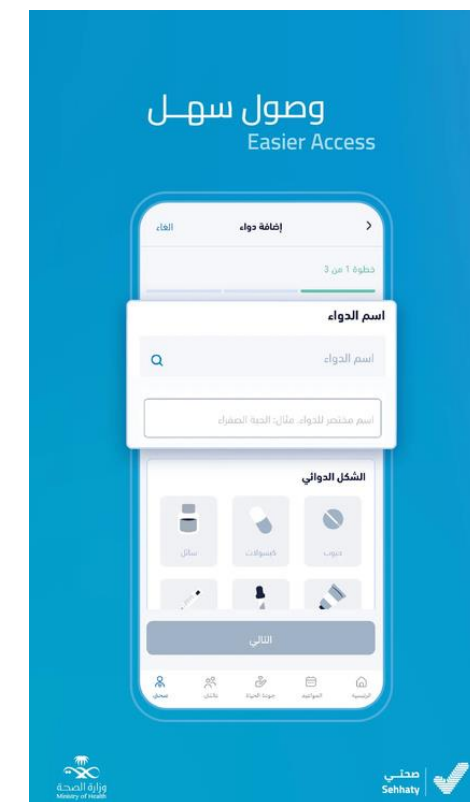 وصول سهـل
Easier Access
إضافة دواء
الغاء
خطوة 1 من 3
اسم الدواء
اسم الدواء
اسم مختصر للدواء. مثال: الحبة الصفراء
الشكل الدوائي
حبوب
كبسولات
سائل
التالي
الرئيسية
المواعيد
جودة الحياة
عائلتي
صحتي
وزارة الصحة
Ministry of Health
صحتـي
Sehhaty